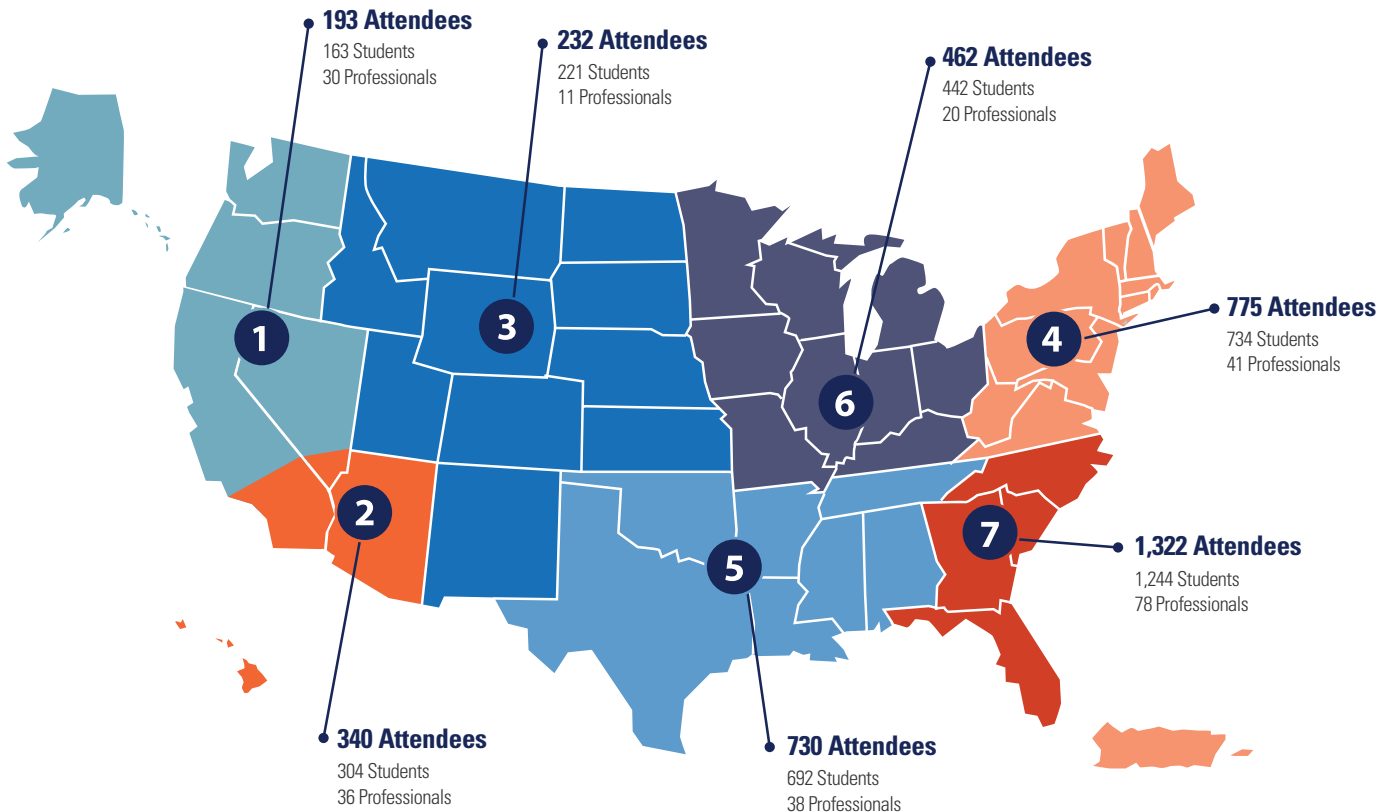 193 Attendees
163 Students
30 Professionals
232 Attendees
221 Students
11 Professionals
462 Attendees
442 Students
20 Professionals
1
3
4
775 Attendees
734 Students
41 Professionals
6
2
5
7
1,322 Attendees
1,244 Students
78 Professionals
340 Attendees
304 Students
36 Professionals
730 Attendees
692 Students
38 Professionals